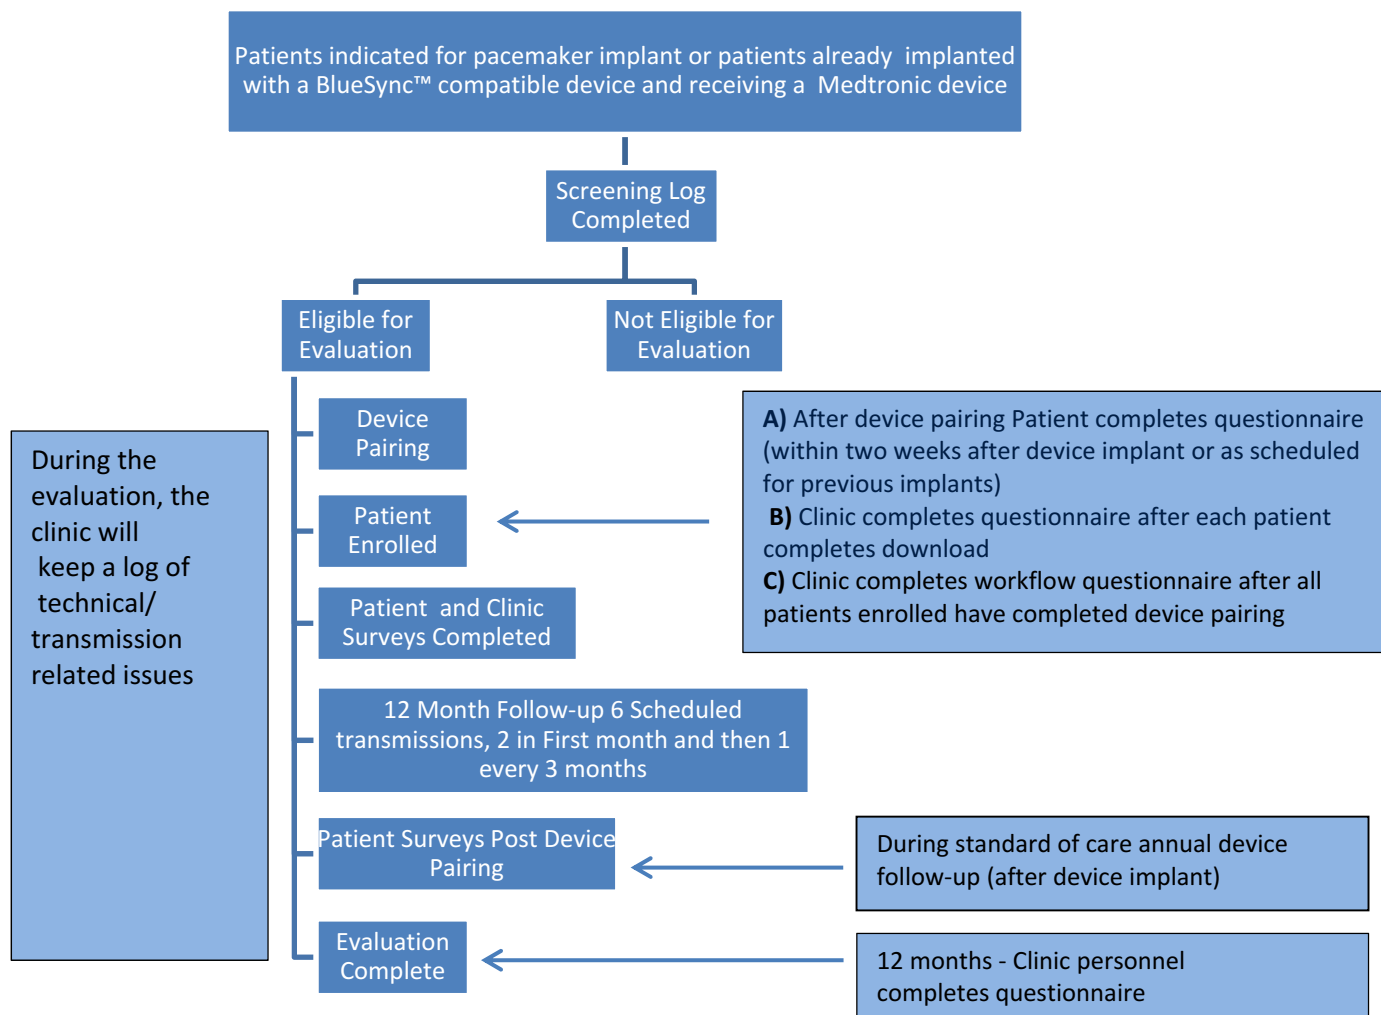 Patients indicated for pacemaker implant or patients already  implanted
with a BlueSync™ compatible device and receiving a  Medtronic device
Screening Log
Completed
Eligible for
Evaluation
Not Eligible for
Evaluation
Device
Pairing
Patient
Enrolled
Patient  and Clinic
Surveys Completed
12 Month Follow-up 6 Scheduled
transmissions, 2 in First month and then 1
every 3 months
Patient Surveys Post Device
Pairing
Evaluation
Complete
During the
evaluation, the
clinic will
keep a log of
technical/
transmission
related issues
A) After device pairing Patient completes questionnaire
(within two weeks after device implant or as scheduled
for previous implants)
B) Clinic completes questionnaire after each patient
completes download
C) Clinic completes workflow questionnaire after all
patients enrolled have completed device pairing
During standard of care annual device
follow-up (after device implant)
12 months - Clinic personnel
completes questionnaire